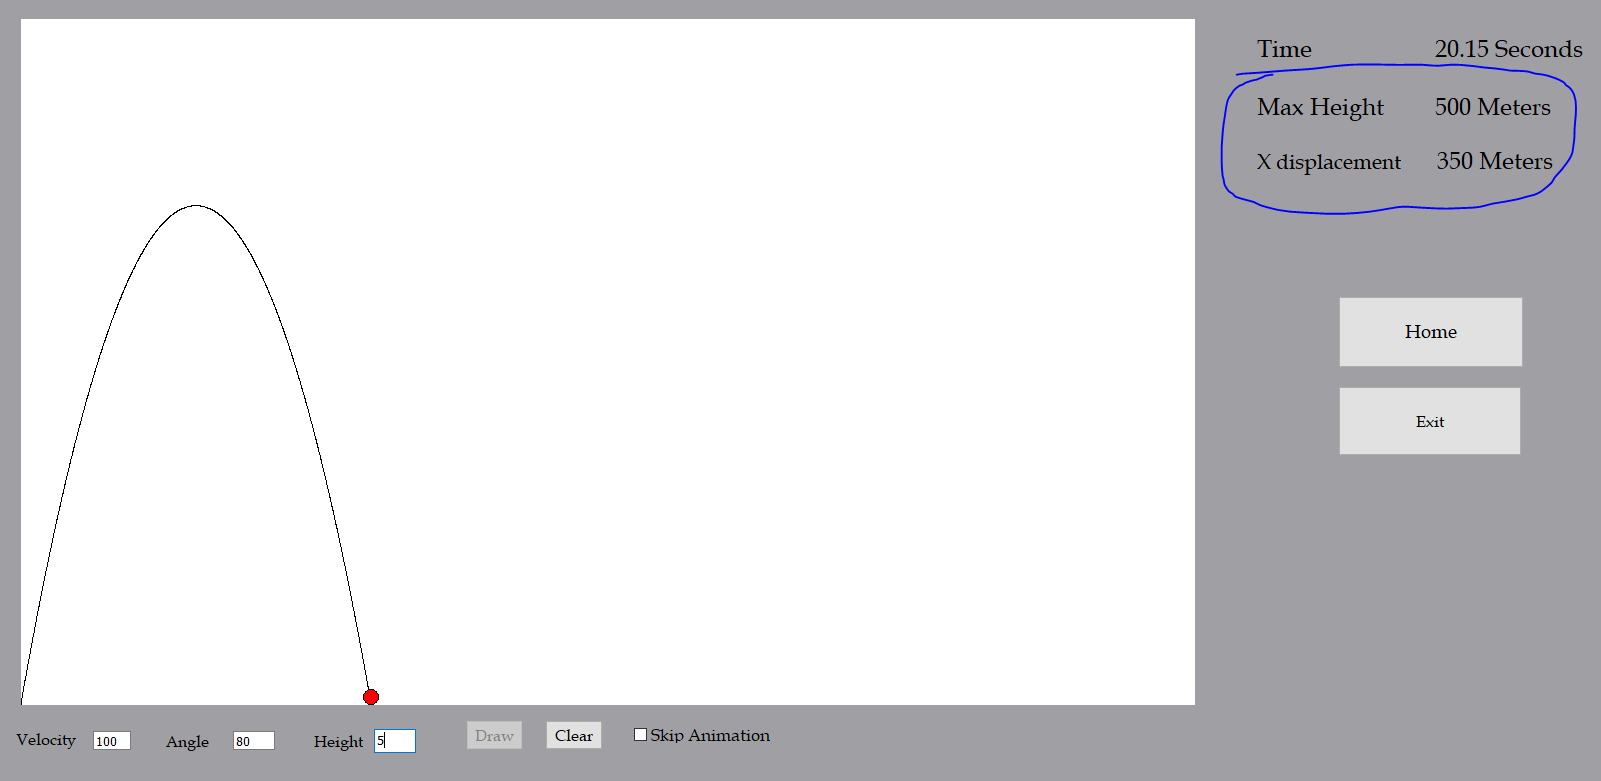 Time 20.15 Seconds
Max Height 500 Meters
X displacement 350 Meters
Home
Exit
Velocity 100 Angle 80 Height 5 Draw Clear Skip Animation